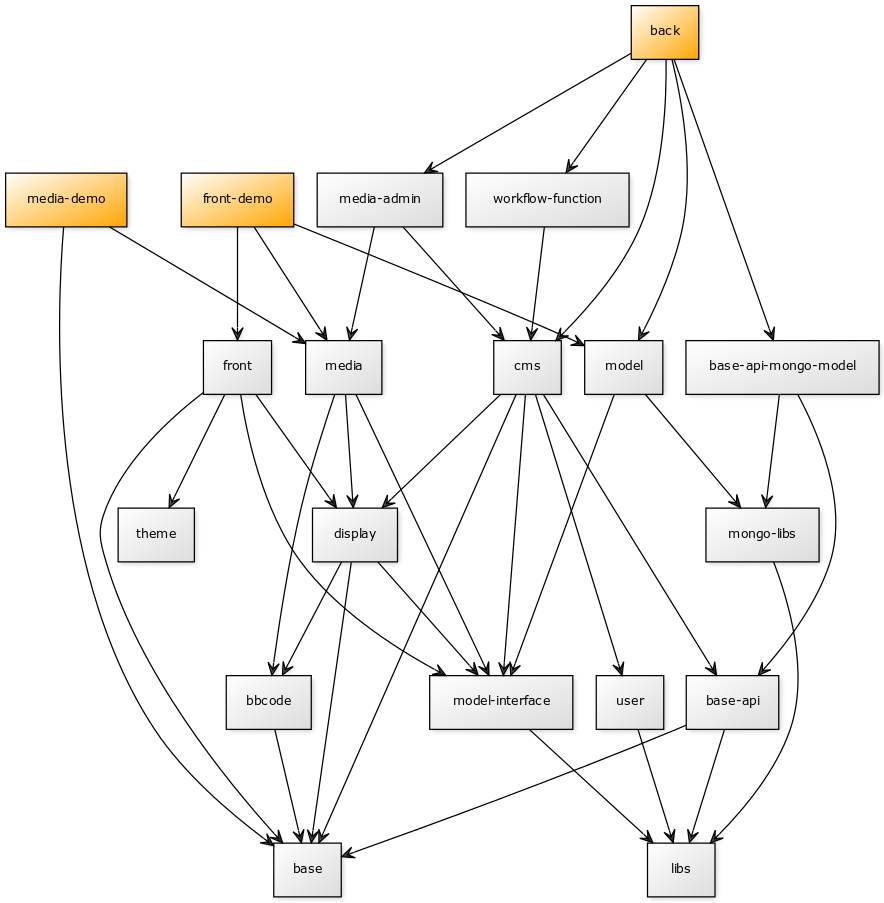 back
media-demo
front-demo
media-admin
workflow-function
front
media
cms
model
base-api-mongo-model
theme
display
mongo-libs
bbcode
model-interface
user
base-api
base
libs